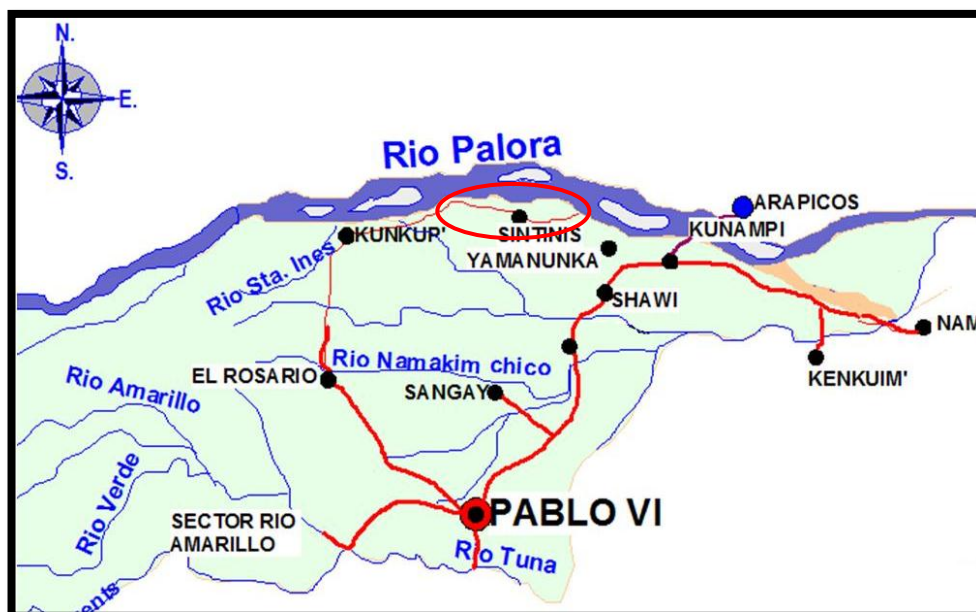 N.
E.
S.
Rio Palora
ARAPICOS
KUNKUP'
SINTINIS
KUNAMPI
YAMANUNKA
Rio Sta. Ines
SHAWI
NAM
Rio Namakim chico
KENKUIM'
EL ROSARIO
SANGAY
Rio Amarillo
Rio Verde
PABLO VI
SECTOR RIO
AMARILLO
Rio Tuna
ents